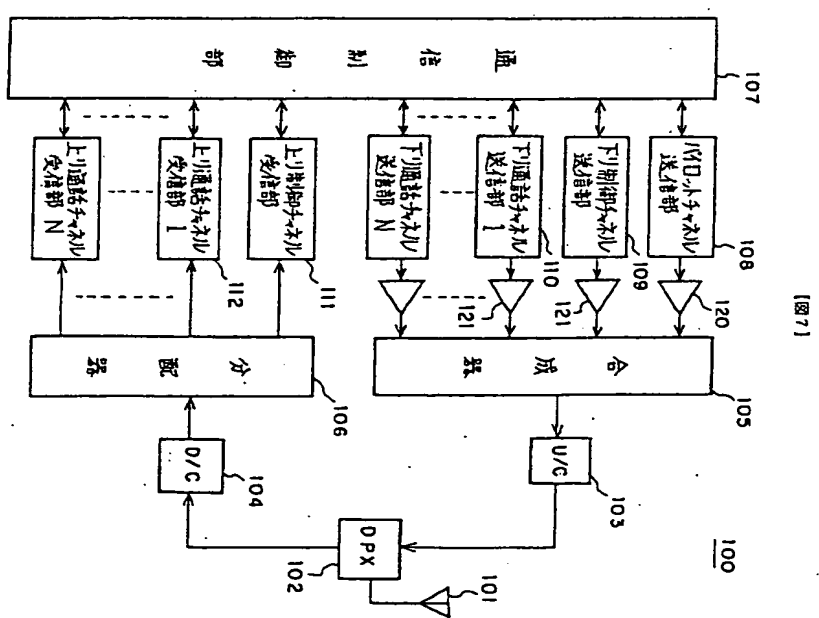 [図7]
100
101
DPX
102
U/C
103
D/C
104
合成器
105
分配器
106
120
121
121
パイロットチャネル
送信部
108
下り制御チャネル
送信部
109
下り通話チャネル
送信部 1
110
下り通話チャネル
送信部 N
上り制御チャネル
受信部
111
上り通話チャネル
受信部 1
112
上り通話チャネル
受信部 N
通信制御部
107